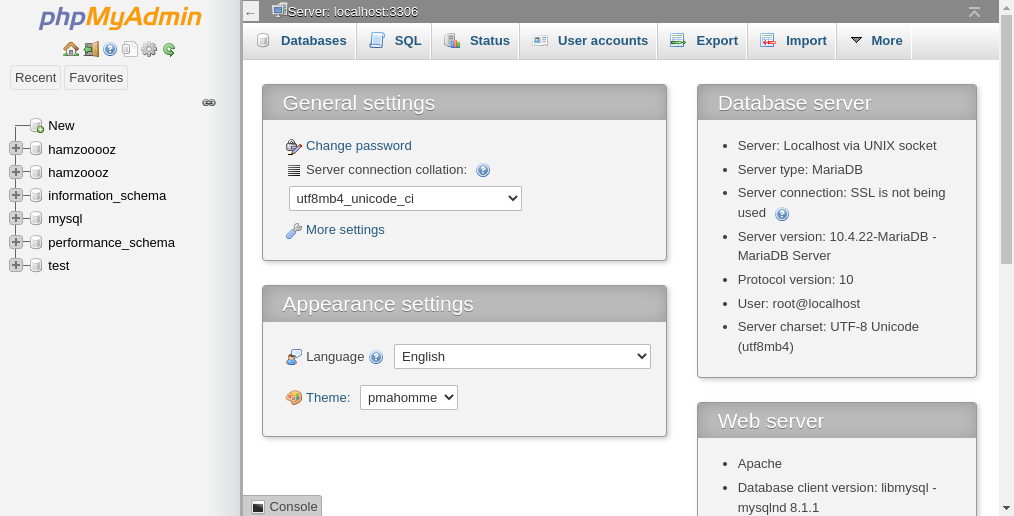 phpMyAdmin
Recent
Favorites
New
hamzooooz
hamzoooz
information_schema
mysql
performance_schema
test
←
Server: localhost:3306
Databases
SQL
Status
User accounts
Export
Import
More
General settings
Change password
Server connection collation:
utf8mb4_unicode_ci
More settings
Appearance settings
Language
English
Theme:
pmahomme
Database server
Server: Localhost via UNIX socket
Server type: MariaDB
Server connection: SSL is not being
used
Server version: 10.4.22-MariaDB -
MariaDB Server
Protocol version: 10
User: root@localhost
Server charset: UTF-8 Unicode
(utf8mb4)
Web server
Apache
Database client version: libmysql -
mysqlnd 8.1.1
Console